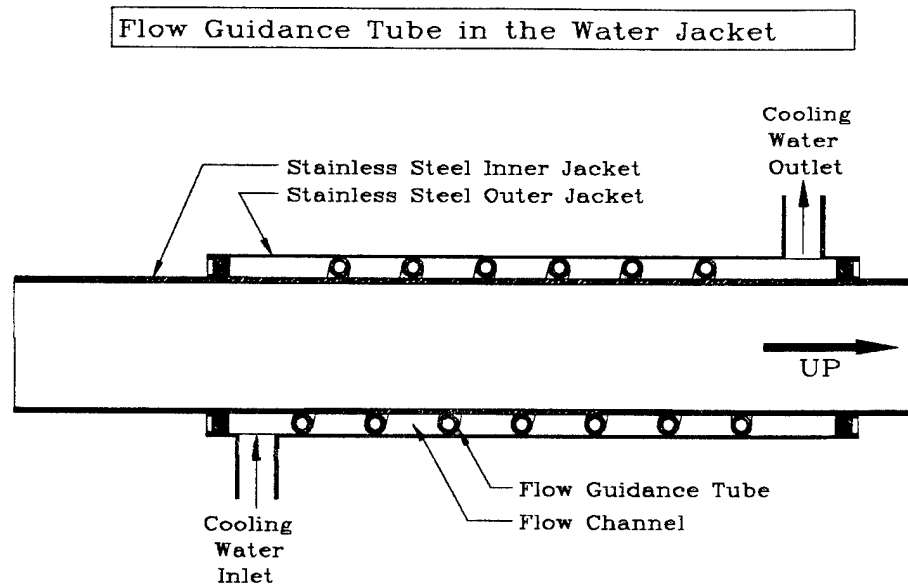 Flow Guidance Tube in the Water Jacket
Cooling
Water
Outlet
Stainless Steel Inner Jacket
Stainless Steel Outer Jacket
UP
Flow Guidance Tube
Flow Channel
Cooling
Water
Inlet